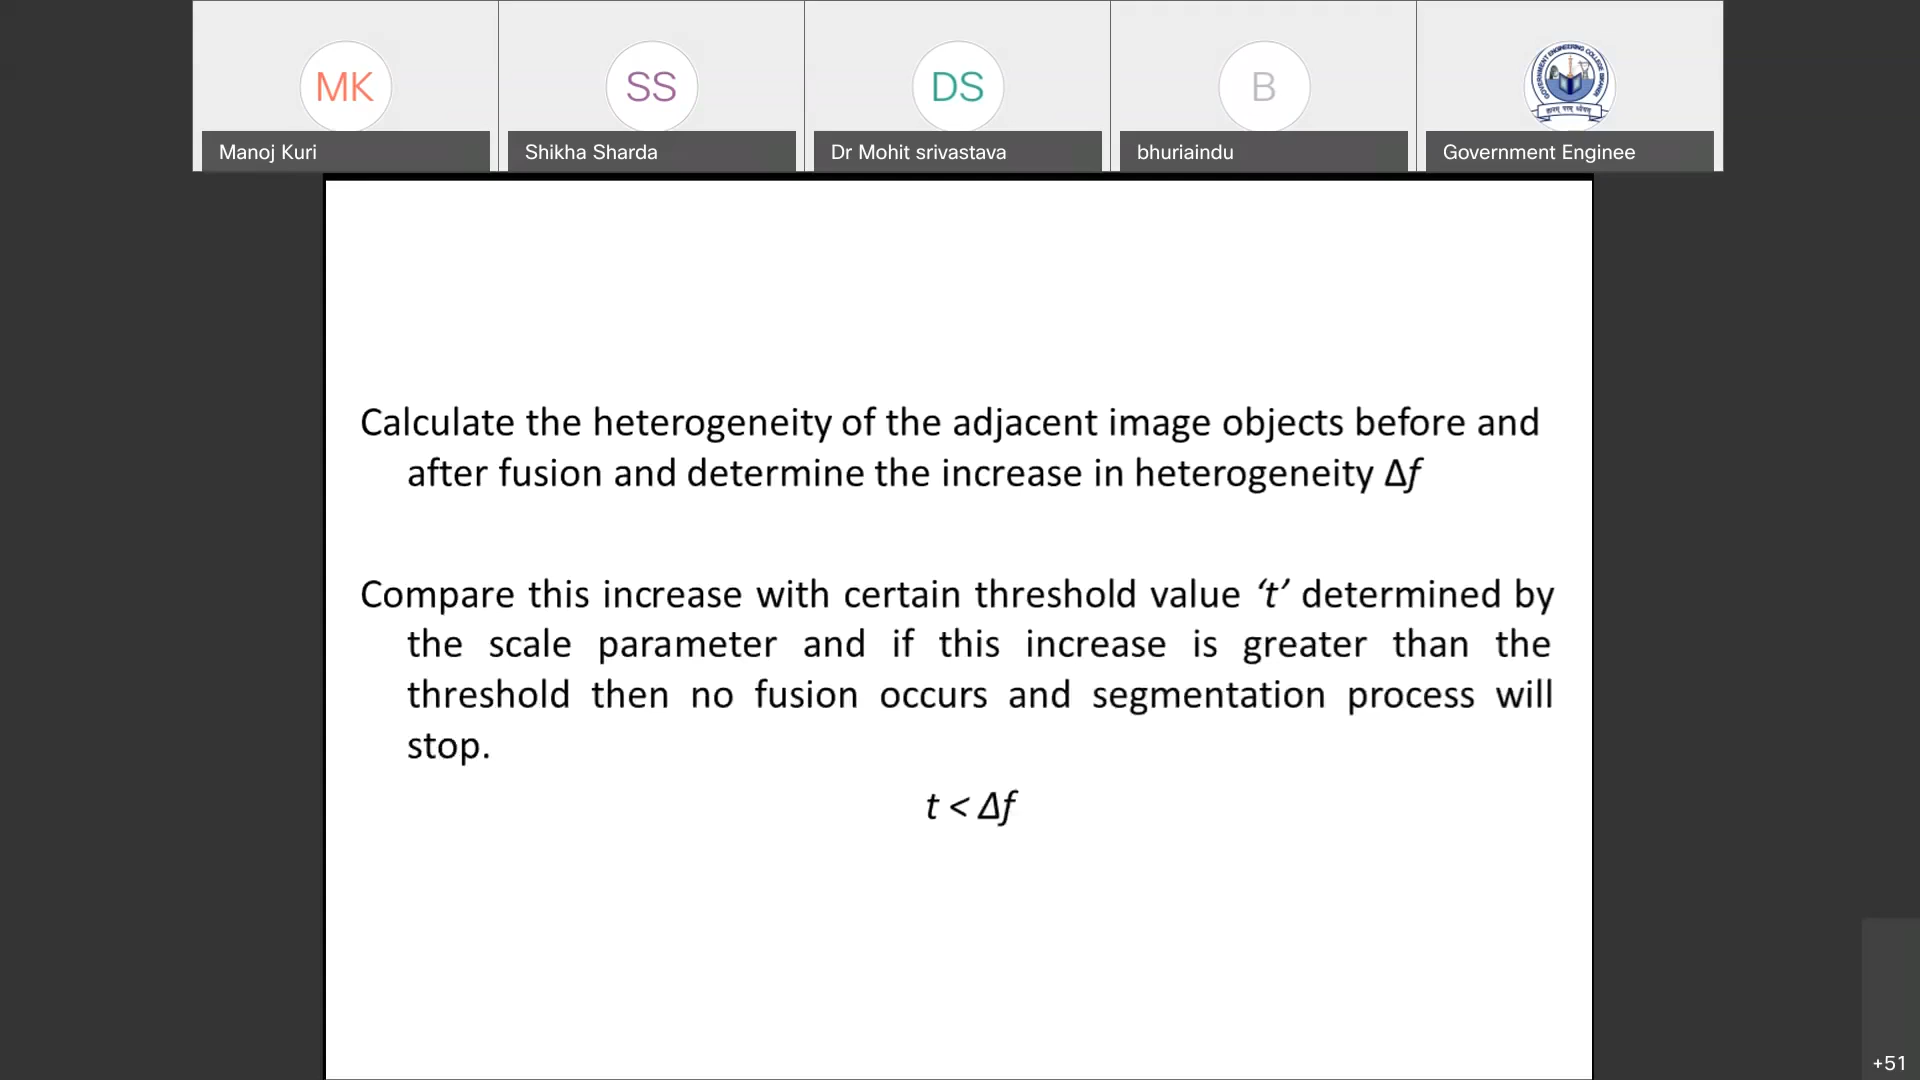 MK
SS
DS
B
Manoj Kuri
Shikha Sharda
Dr Mohit srivastava
bhuriaindu
Government Enginee
Calculate the heterogeneity of the adjacent image objects before and
after fusion and determine the increase in heterogeneity Δf
Compare this increase with certain threshold value ‘t’ determined by
the scale parameter and if this increase is greater than the
threshold then no fusion occurs and segmentation process will
stop.
t < Δf
+51